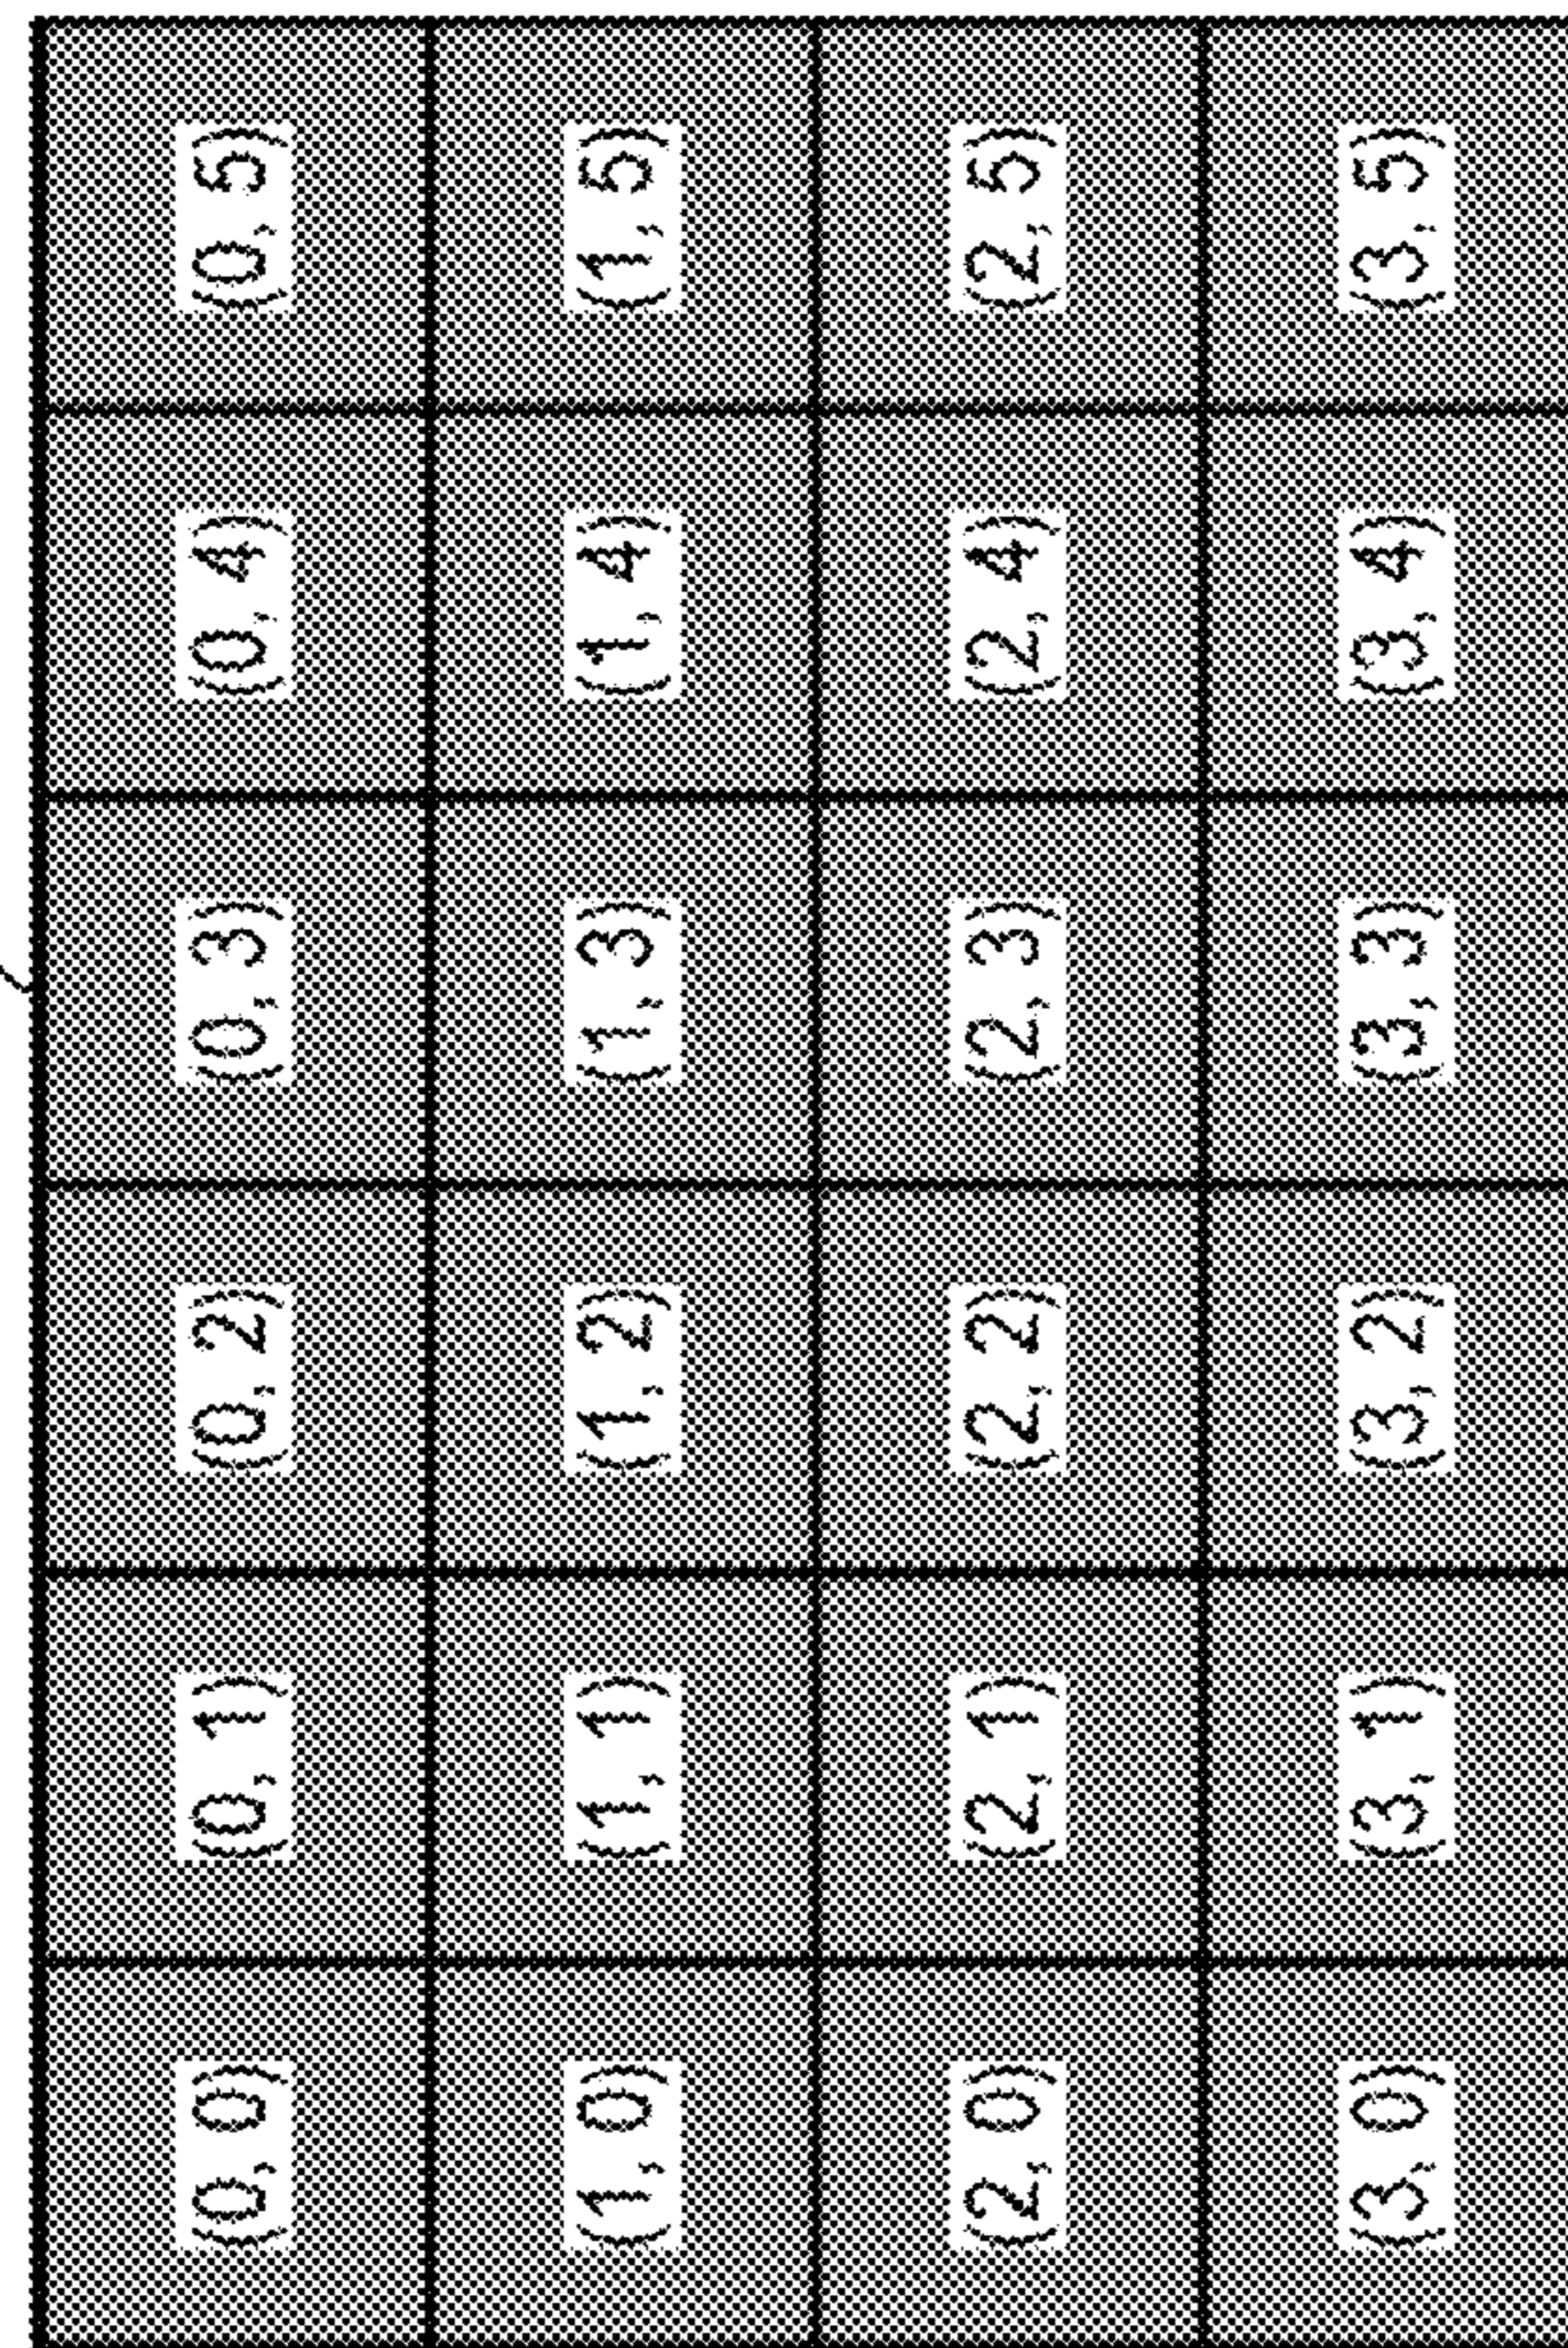 (0, 0) (0, 1) (0, 2) (0, 3) (0, 4) (0, 5)
(1, 0) (1, 1) (1, 2) (1, 3) (1, 4) (1, 5)
(2, 0) (2, 1) (2, 2) (2, 3) (2, 4) (2, 5)
(3, 0) (3, 1) (3, 2) (3, 3) (3, 4) (3, 5)